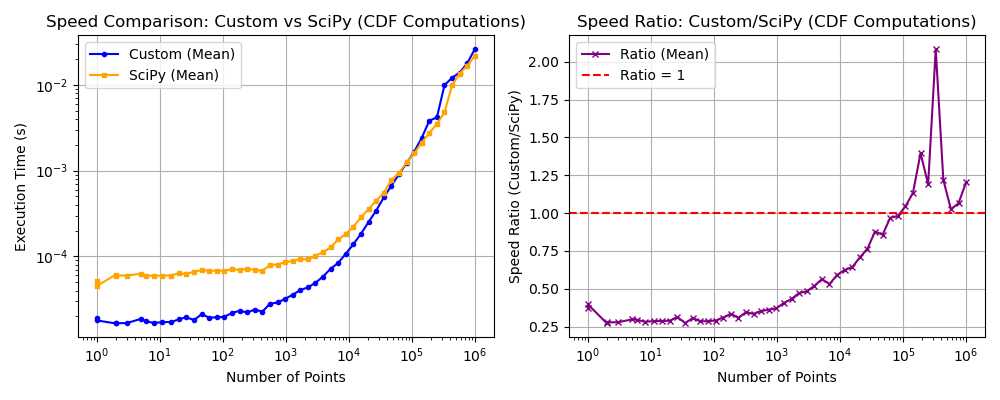 Speed Comparison: Custom vs SciPy (CDF Computations)
Custom (Mean)
SciPy (Mean)
10⁻²
10⁻³
10⁻⁴
Execution Time (s)
10⁰ 10¹ 10² 10³ 10⁴ 10⁵ 10⁶
Number of Points
Speed Ratio: Custom/SciPy (CDF Computations)
Ratio (Mean)
Ratio = 1
2.00
1.75
1.50
1.25
1.00
0.75
0.50
0.25
Speed Ratio (Custom/SciPy)
10⁰ 10¹ 10² 10³ 10⁴ 10⁵ 10⁶
Number of Points